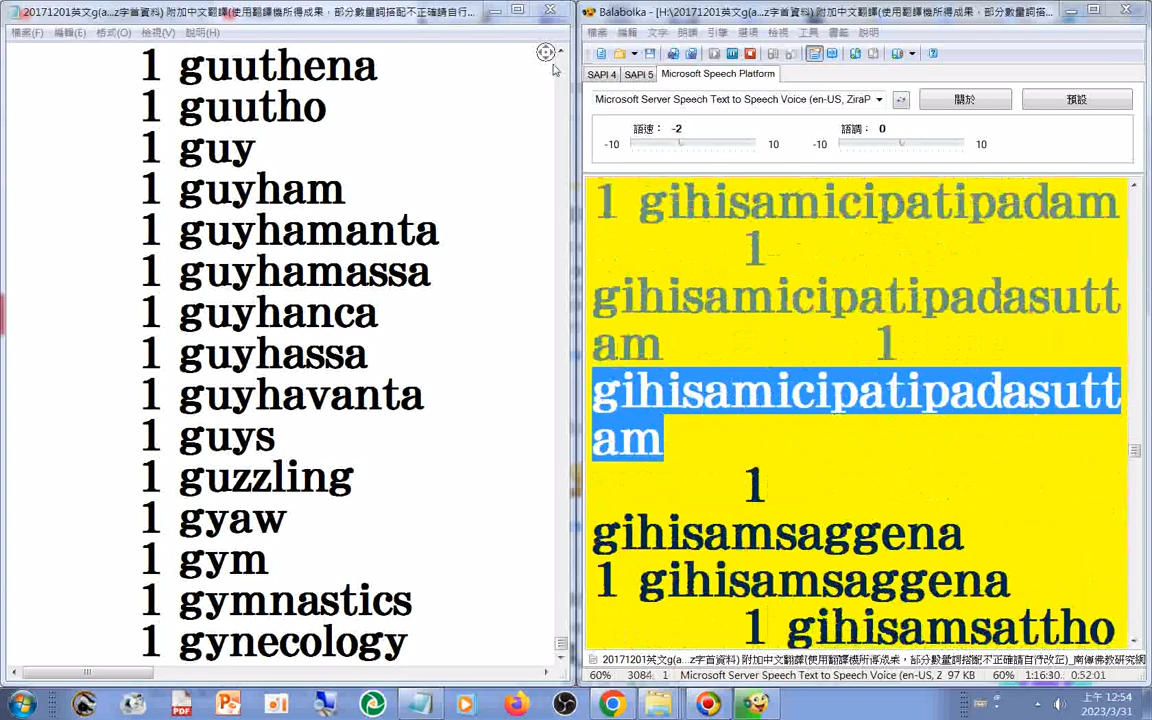 20171201英文g(a...z字首資料) 附加中文翻譯(使用翻譯機所得成果，部分數量詞搭配不正確請自行...
檔案(F) 編輯(E) 格式(O) 檢視(V) 說明(H)
1 guuthena
1 guutho
1 guy
1 guyham
1 guyhamanta
1 guyhamassa
1 guyhanca
1 guyhassa
1 guyhavanta
1 guys
1 guzzling
1 gyaw
1 gym
1 gymnastics
1 gynecology
Balabolka - [H:\20171201英文g(a...z字首資料) 附加中文翻譯(使用翻譯機所得成果，部分數量詞搭配不正確...
檔案 編輯 文字 朗讀 引擎 選項 檢視 工具 書籤 說明
SAPI 4 SAPI 5 Microsoft Speech Platform
Microsoft Server Speech Text to Speech Voice (en-US, ZiraP 關於 預設
語速： -2 語調： 0
-10 10 -10 10
1 gihisamicipatipadam
1
gihisamicipatipadasutt
am 1
gihisamicipatipadasutt
am
1
gihisamsaggena
1 gihisamsaggena
1 gihisamsattho
20171201英文g(a...z字首資料) 附加中文翻譯(使用翻譯機所得成果，部分數量詞搭配不正確請自行改正)_南傳佛教研究網
60% 3084 1 Microsoft Server Speech Text to Speech Voice (en-US, Z 97 KB 60% 1:16:30... 0:52:01
上午 12:54
2023/3/31